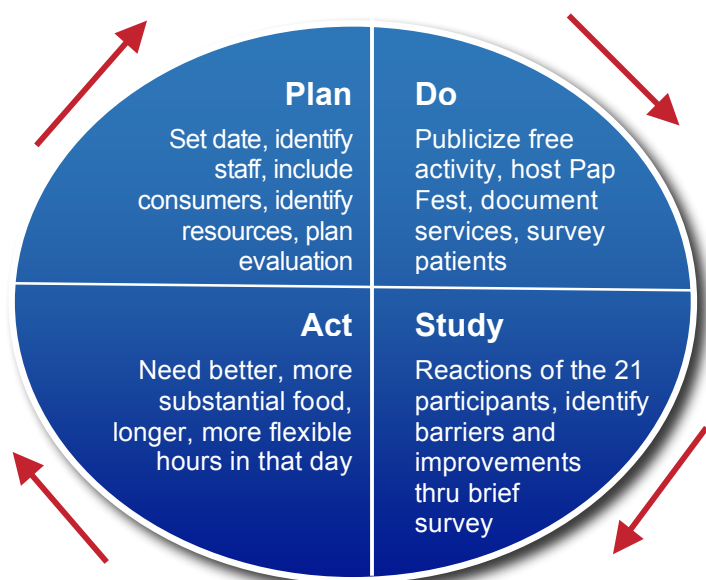 Plan
Set date, identify
staff, include
consumers, identify
resources, plan
evaluation
Do
Publicize free
activity, host Pap
Fest, document
services, survey
patients
Act
Need better, more
substantial food,
longer, more flexible
hours in that day
Study
Reactions of the 21
participants, identify
barriers and
improvements
thru brief
survey